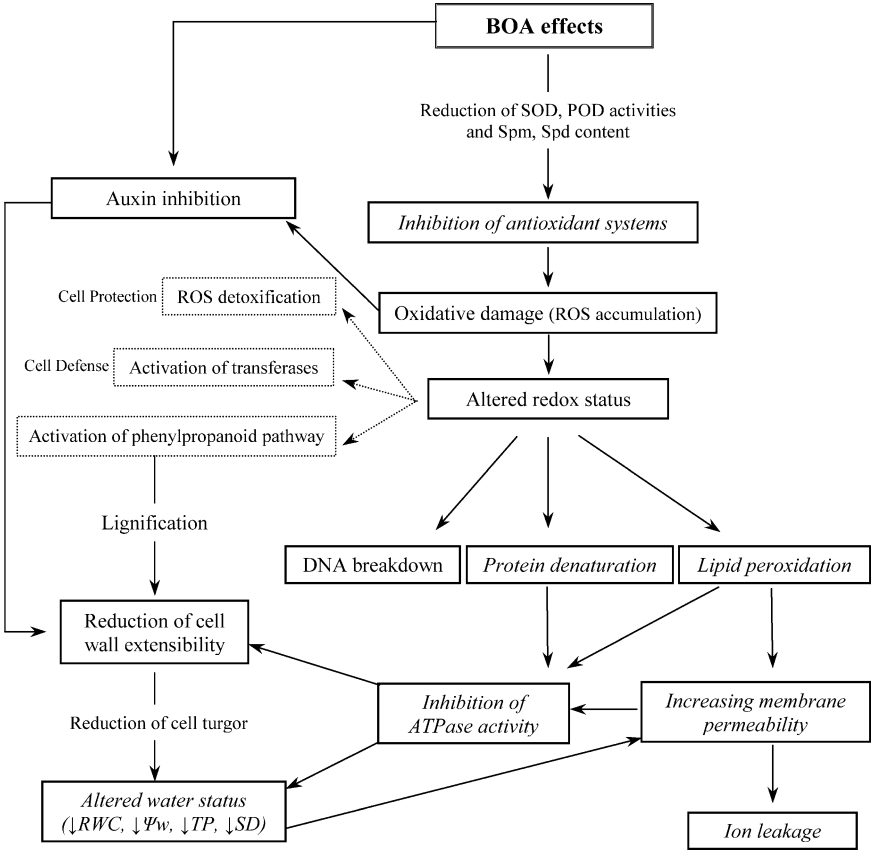 BOA effects
Reduction of SOD, POD activities
and Spm, Spd content
Auxin inhibition
Inhibition of antioxidant systems
Cell Protection
ROS detoxification
Oxidative damage (ROS accumulation)
Cell Defense
Activation of transferases
Altered redox status
Activation of phenylpropanoid pathway
Lignification
DNA breakdown
Protein denaturation
Lipid peroxidation
Reduction of cell
wall extensibility
Inhibition of
ATPase activity
Increasing membrane
permeability
Reduction of cell turgor
Altered water status
(↓RWC, ↓Ψw, ↓TP, ↓SD)
Ion leakage